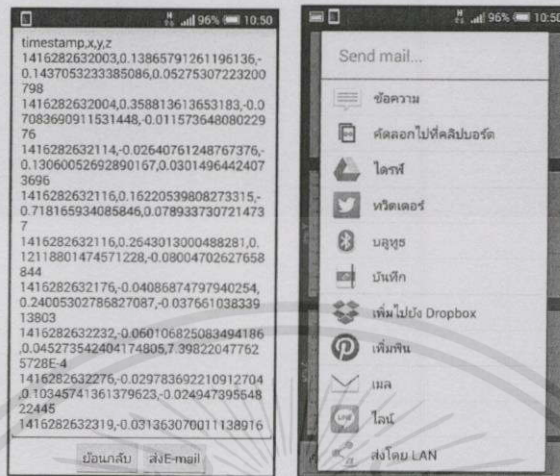 96% 10:50
timestamp,x,y,z
1416282632003,0.13865791261196136,-
0.1437053233385086,0.05275307223200
798
1416282632004,0.358813613653183,-0.0
7083690911531448,-0.011573648080229
76
1416282632114,-0.02640761248767376,-
0.13060052692890167,0.0301496442407
3696
1416282632116,0.16220539808273315,-
0.718165934085846,0.078933730721473
7
1416282632116,0.2643013000488281,0.
12118801474571228,-0.08004702627658
844
1416282632176,-0.04086874797940254,
0.24005302786827087,-0.037661038339
13803
1416282632232,-0.060106825083494186
,0.045273542404174805,7.39822047762
5728E-4
1416282632276,-0.029783692210912704
,0.10345741361379623,-0.024947395548
22445
1416282632319,-0.031363070011138916
ย้อนกลับ ส่งE-mail
96% 10:50
Send mail...
ข้อความ
คัดลอกไปที่คลิปบอร์ด
ไดรฟ์
ทวิตเตอร์
บลูทูธ
บันทึก
เพิ่มไปยัง Dropbox
เพิ่มพิน
เมล
ไลน์
ส่งโดย LAN